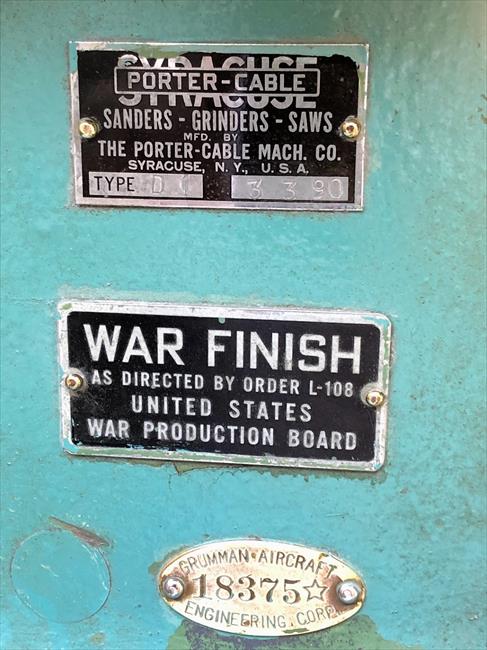 SYRACUSE
PORTER-CABLE
SANDERS - GRINDERS - SAWS
MFD. BY
THE PORTER-CABLE MACH. CO.
SYRACUSE, N. Y., U. S. A.
TYPE D 3390
WAR FINISH
AS DIRECTED BY ORDER L-108
UNITED STATES
WAR PRODUCTION BOARD
GRUMMAN·AIRCRAFT
18375☆
ENGINEERING. CORP.